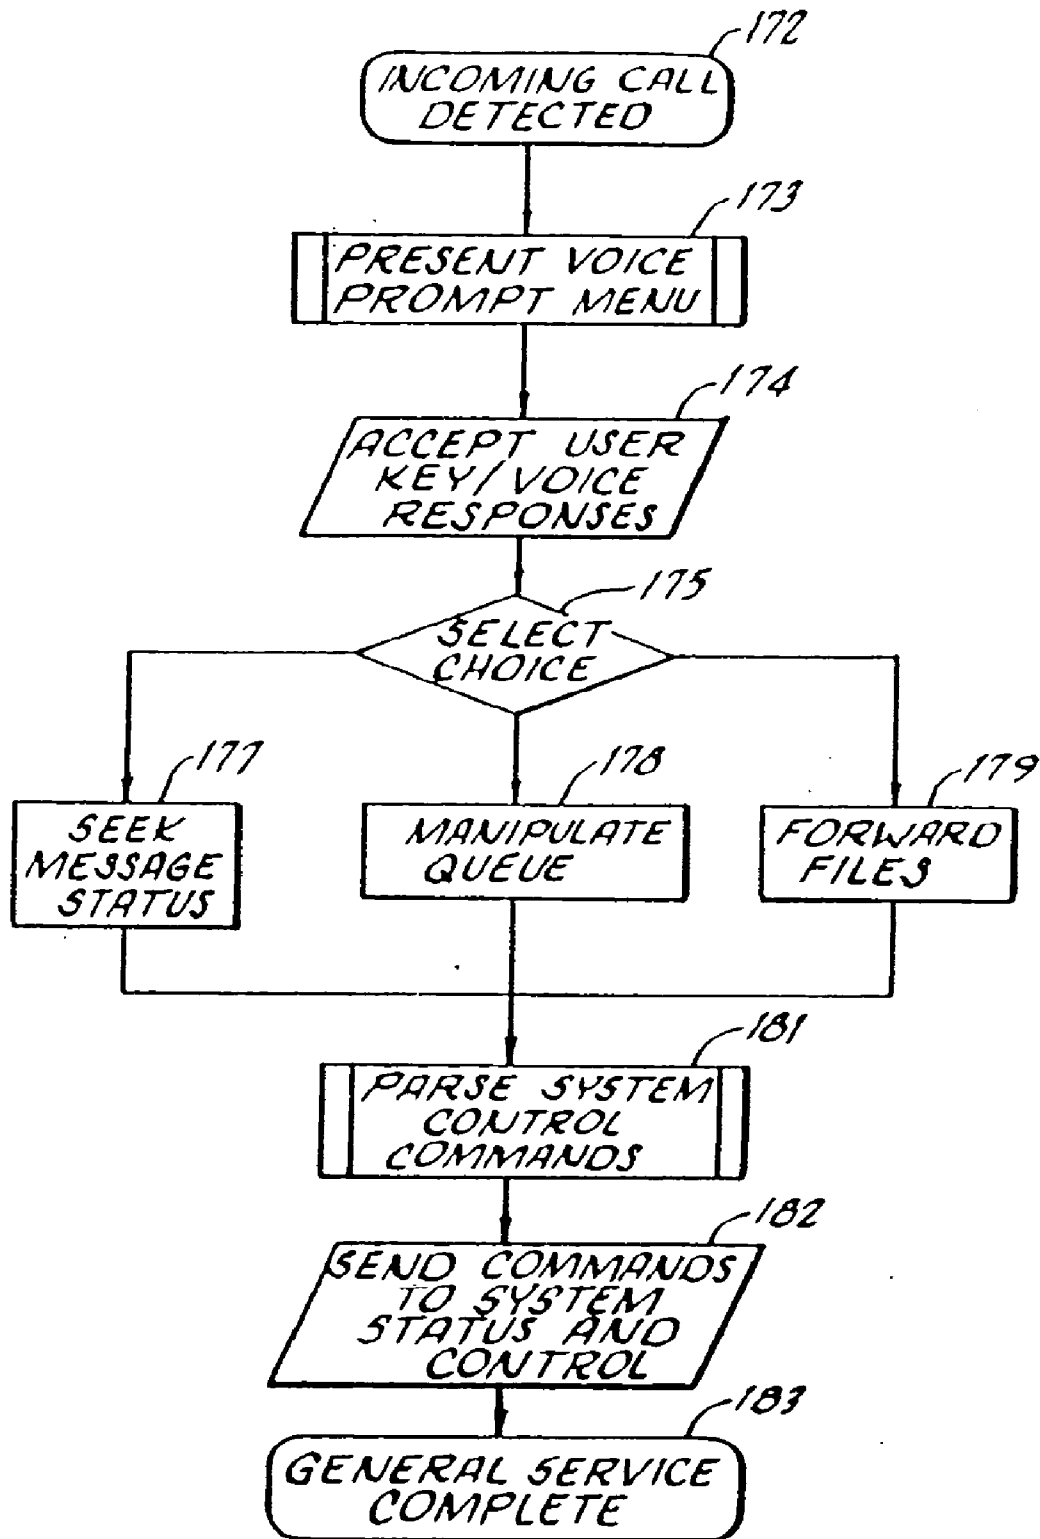 172
INCOMING CALL
DETECTED
173
PRESENT VOICE
PROMPT MENU
174
ACCEPT USER
KEY/VOICE
RESPONSES
175
SELECT
CHOICE
177
SEEK
MESSAGE
STATUS
178
MANIPULATE
QUEUE
179
FORWARD
FILES
181
PARSE SYSTEM
CONTROL
COMMANDS
182
SEND COMMANDS
TO SYSTEM
STATUS AND
CONTROL
183
GENERAL SERVICE
COMPLETE